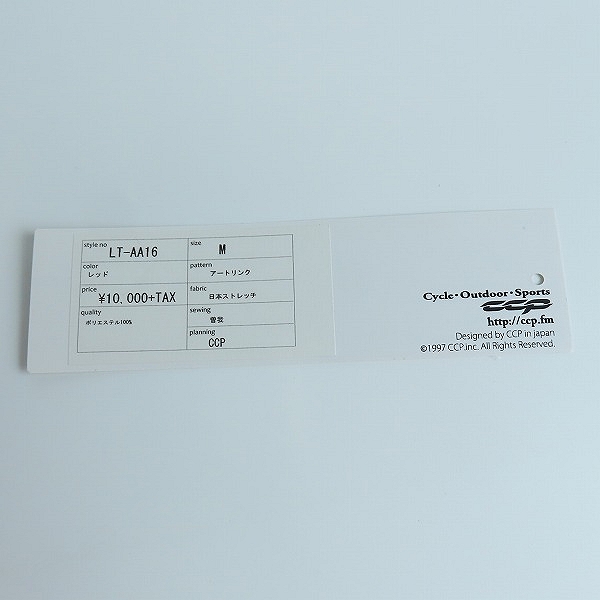 style no LT-AA16
size M
color レッド
pattern アートリンク
price ¥10,000+TAX
fabric 日本ストレッチ
quality ポリエステル100%
sewing
planning CCP
Cycle・Outdoor・Sports
CCP
http://ccp.fm
Designed by CCP in japan
©1997 CCP.inc. All Rights Reserved.